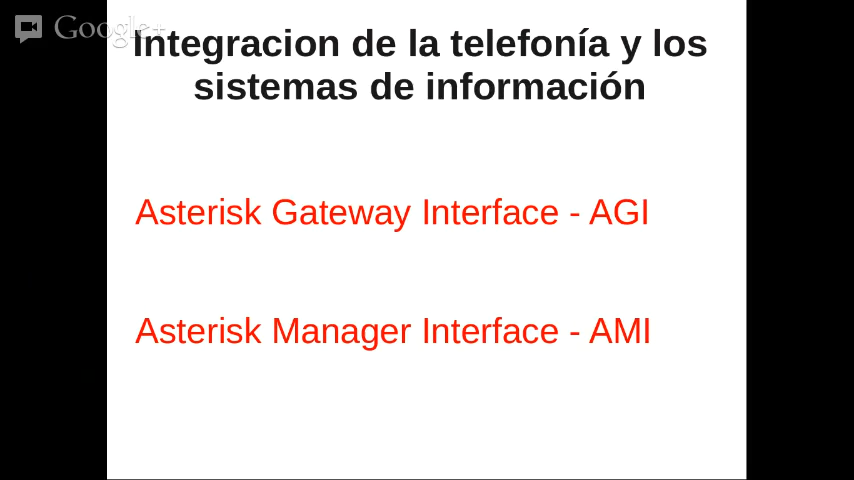 Google+
Integracion de la telefonía y los
sistemas de información
Asterisk Gateway Interface - AGI
Asterisk Manager Interface - AMI